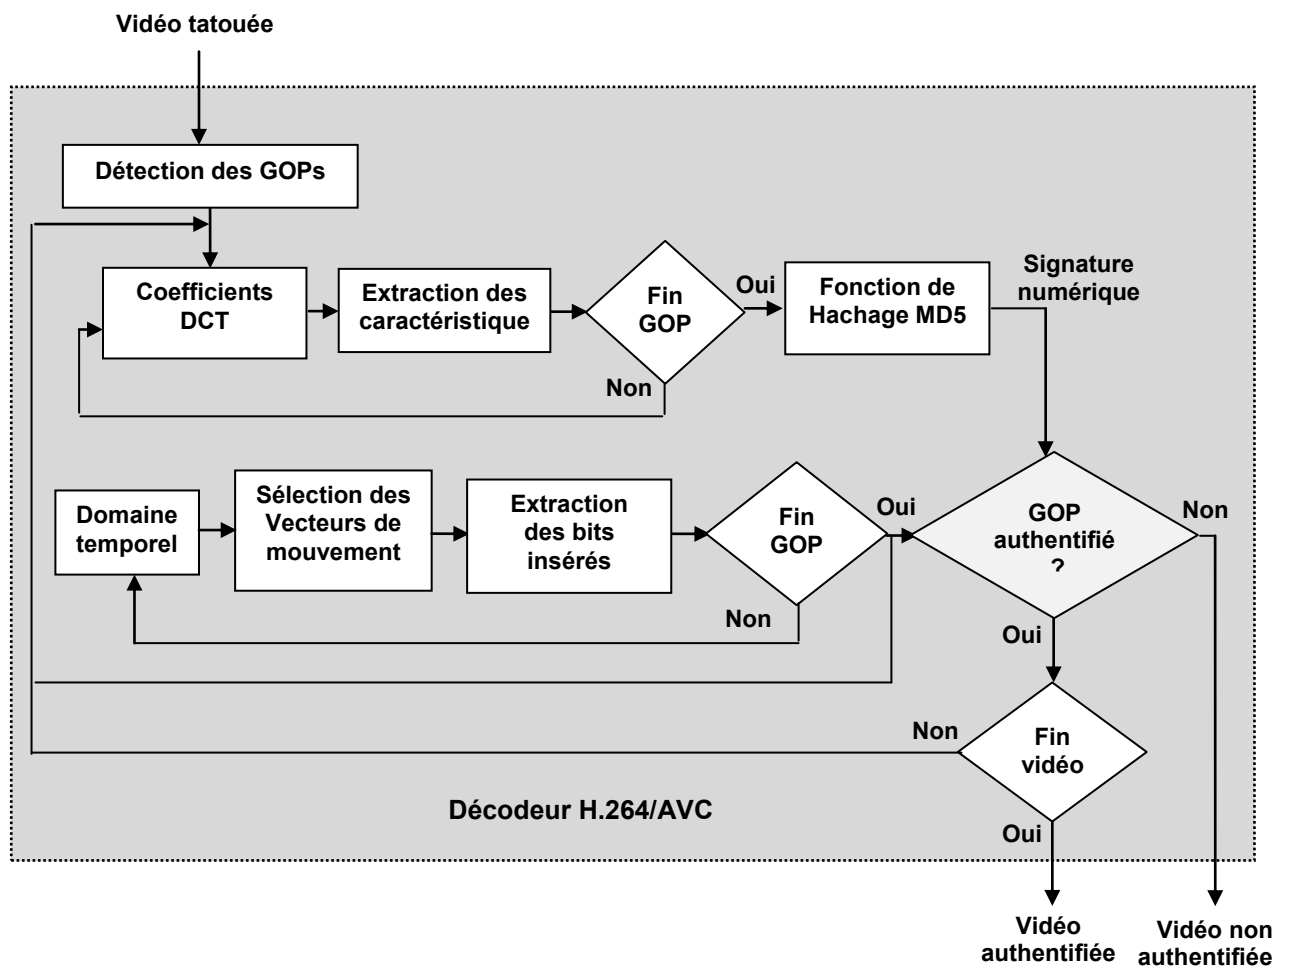 Vidéo tatouée
Détection des GOPs
Coefficients
DCT
Extraction des
caractéristique
Fin
GOP
Oui
Non
Fonction de
Hachage MD5
Signature
numérique
Domaine
temporel
Sélection des
Vecteurs de
mouvement
Extraction
des bits
insérés
Fin
GOP
Oui
Non
GOP
authentifié
?
Non
Oui
Fin
vidéo
Non
Oui
Décodeur H.264/AVC
Vidéo
authentifiée
Vidéo non
authentifiée